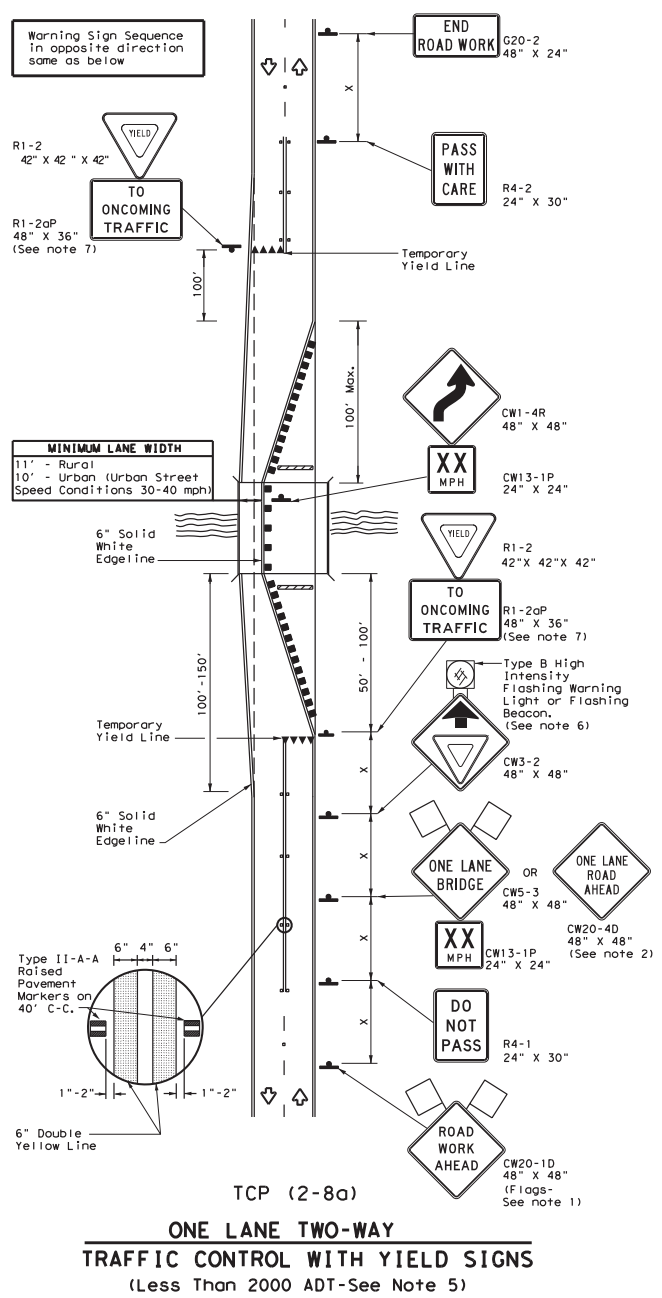 Warning Sign Sequence
in opposite direction
same as below
END
ROAD WORK
G20-2
48" X 24"
X
YIELD
R1-2
42" X 42 " X 42"
TO
ONCOMING
TRAFFIC
R1-2aP
48" X 36"
(See note 7)
PASS
WITH
CARE
R4-2
24" X 30"
Temporary
Yield Line
100'
100' Max.
CW1-4R
48" X 48"
XX
MPH
CW13-1P
24" X 24"
MINIMUM LANE WIDTH
11' - Rural
10' - Urban (Urban Street
Speed Conditions 30-40 mph)
6" Solid
White
Edgeline
YIELD
R1-2
42"X 42"X 42"
TO
ONCOMING
TRAFFIC
R1-2aP
48" X 36"
(See note 7)
100'-150'
50' - 100'
Type B High
Intensity
Flashing Warning
Light or Flashing
Beacon.
(See note 6)
CW3-2
48" X 48"
Temporary
Yield Line
X
6" Solid
White
Edgeline
X
ONE LANE
BRIDGE
CW5-3
48" X 48"
OR
ONE LANE
ROAD
AHEAD
CW20-4D
48" X 48"
(See note 2)
XX
MPH
CW13-1P
24" X 24"
X
6" 4" 6"
Type II-A-A
Raised
Pavement
Markers on
40' C-C.
1"-2"
1"-2"
6" Double
Yellow Line
X
DO
NOT
PASS
R4-1
24" X 30"
ROAD
WORK
AHEAD
CW20-1D
48" X 48"
(Flags-
See note 1)
TCP (2-8a)
ONE LANE TWO-WAY
TRAFFIC CONTROL WITH YIELD SIGNS
(Less Than 2000 ADT-See Note 5)